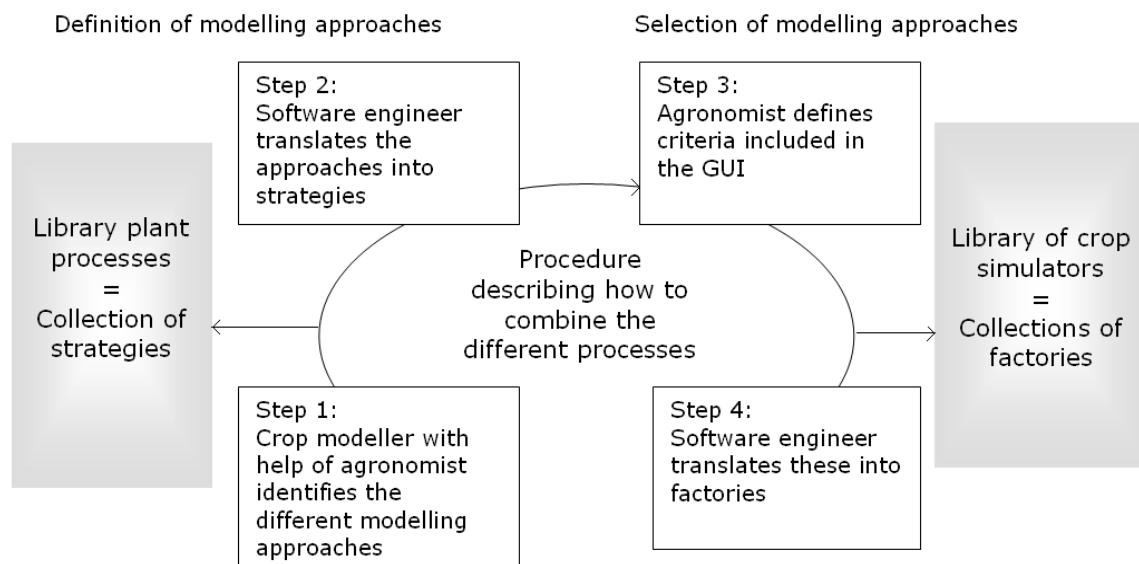 Definition of modelling approaches
Selection of modelling approaches
Step 2:
Software engineer
translates the
approaches into
strategies
Step 3:
Agronomist defines
criteria included in
the GUI
Library plant
processes
=
Collection of
strategies
Procedure
describing how to
combine the
different processes
Library of crop
simulators
=
Collections of
factories
Step 1:
Crop modeller with
help of agronomist
identifies the
different modelling
approaches
Step 4:
Software engineer
translates these into
factories